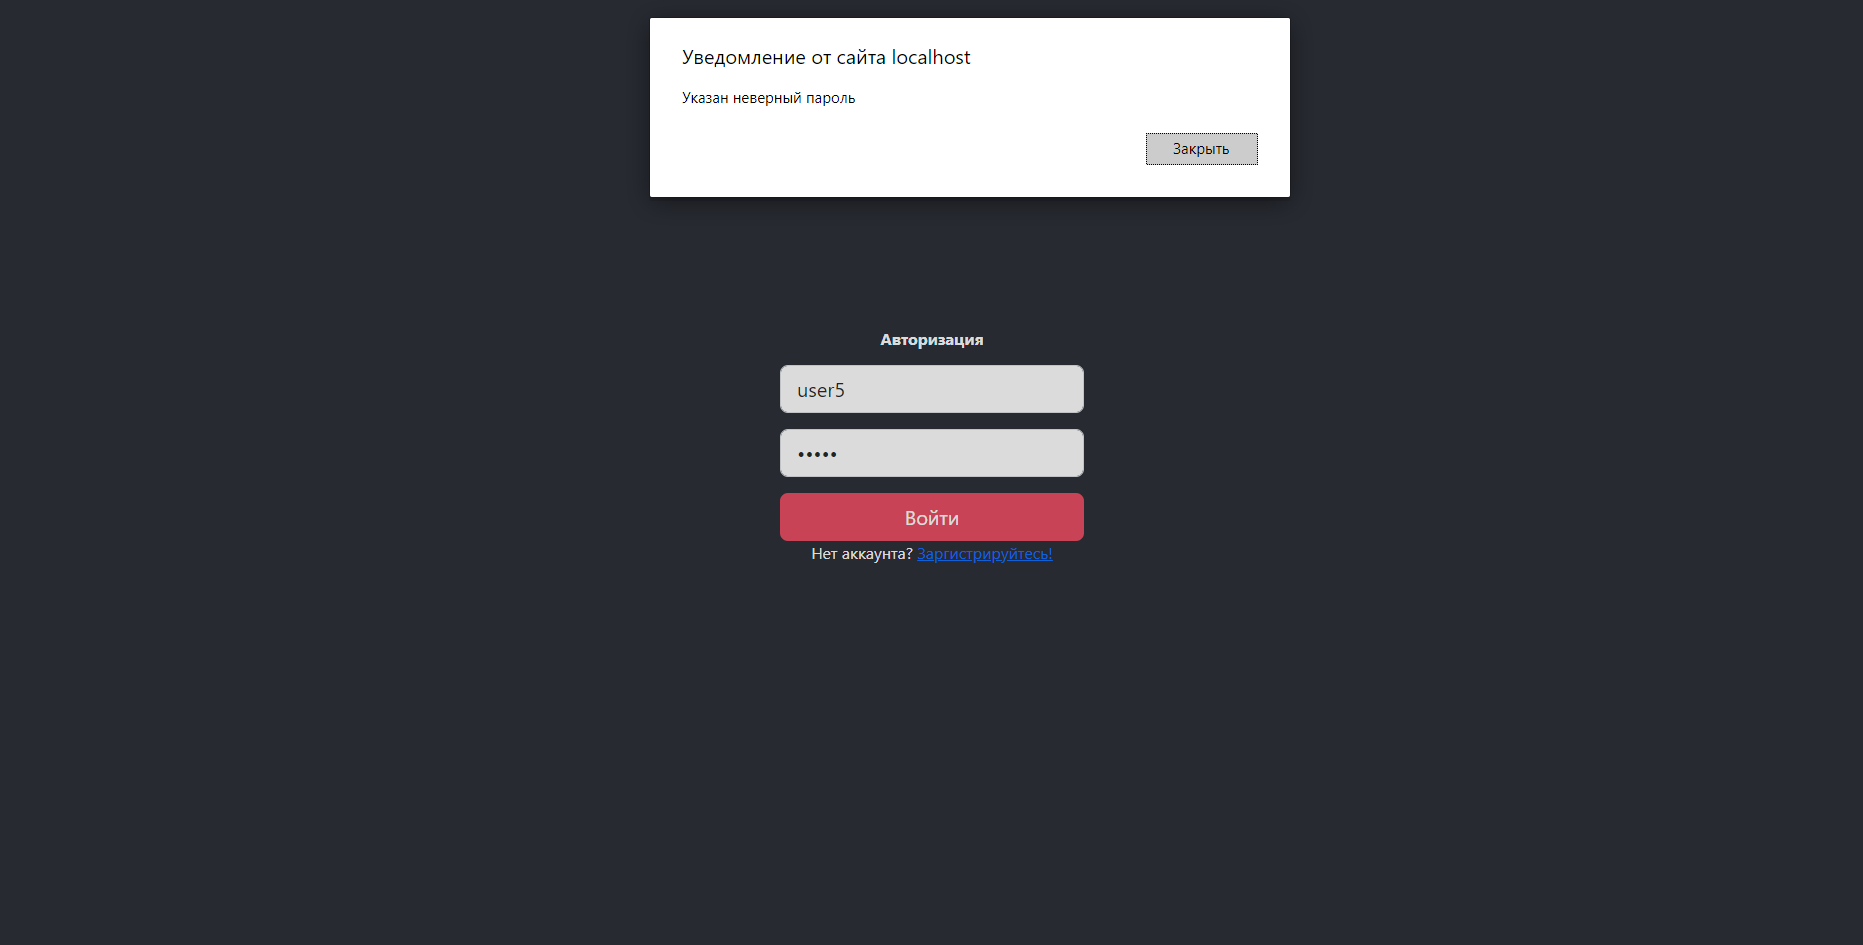 Уведомление от сайта localhost
Указан неверный пароль
Закрыть
Авторизация
user5
•••••
Войти
Нет аккаунта? Заргистрируйтесь!